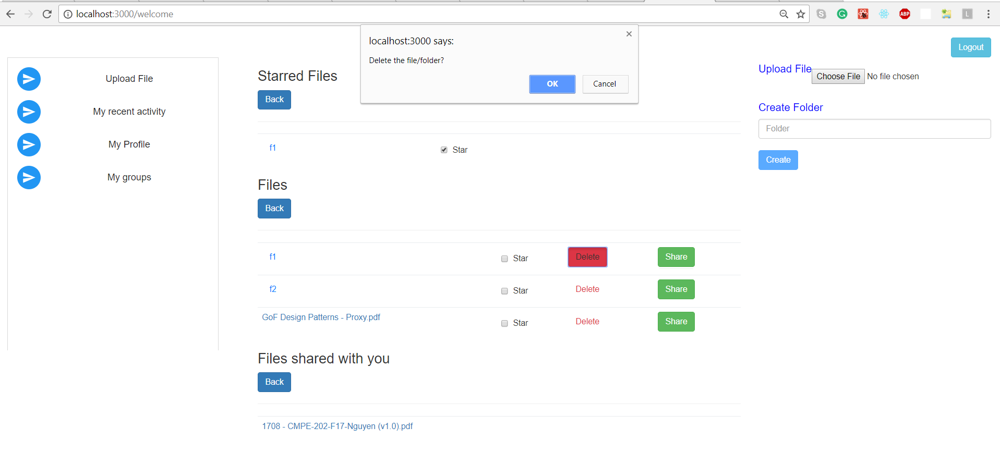 localhost:3000/welcome
S
G
ABP
L
localhost:3000 says:
Delete the file/folder?
OK
Cancel
Logout
Upload File
My recent activity
My Profile
My groups
Starred Files
Back
f1
Star
Files
Back
f1
Star
Delete
Share
f2
Star
Delete
Share
GoF Design Patterns - Proxy.pdf
Star
Delete
Share
Files shared with you
Back
1708 - CMPE-202-F17-Nguyen (v1.0).pdf
Upload File
Choose File No file chosen
Create Folder
Folder
Create